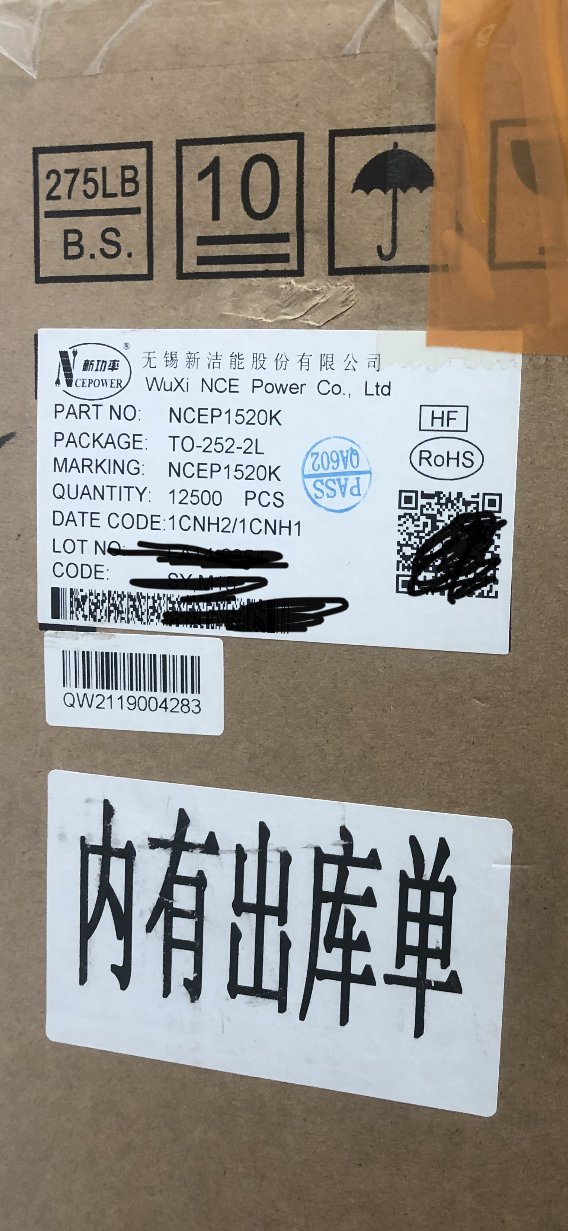 275LB
B.S.
10
新功率
NCEPOWER
®
无锡新洁能股份有限公司
WuXi NCE Power Co., Ltd
PART NO: NCEP1520K
HF
PACKAGE: TO-252-2L
RoHS
MARKING: NCEP1520K
QA602
PASS
QUANTITY: 12500 PCS
DATE CODE:1CNH2/1CNH1
LOT NO:
CODE:
QW2119004283
内有出库单